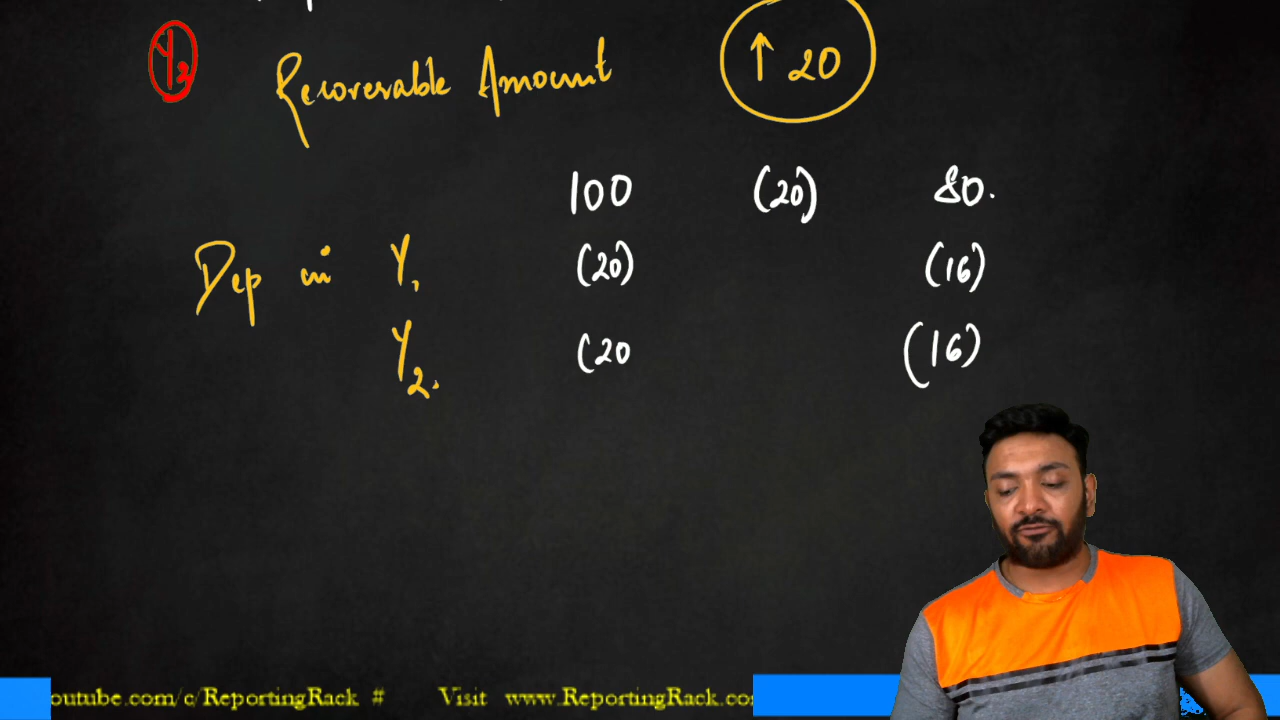 Y2 Recoverable Amount ↑ 20
100 (20) 80.
Dep in Y1 (20) (16)
Y2. (20 (16)
outube.com/c/ReportingRack # Visit www.ReportingRack.co